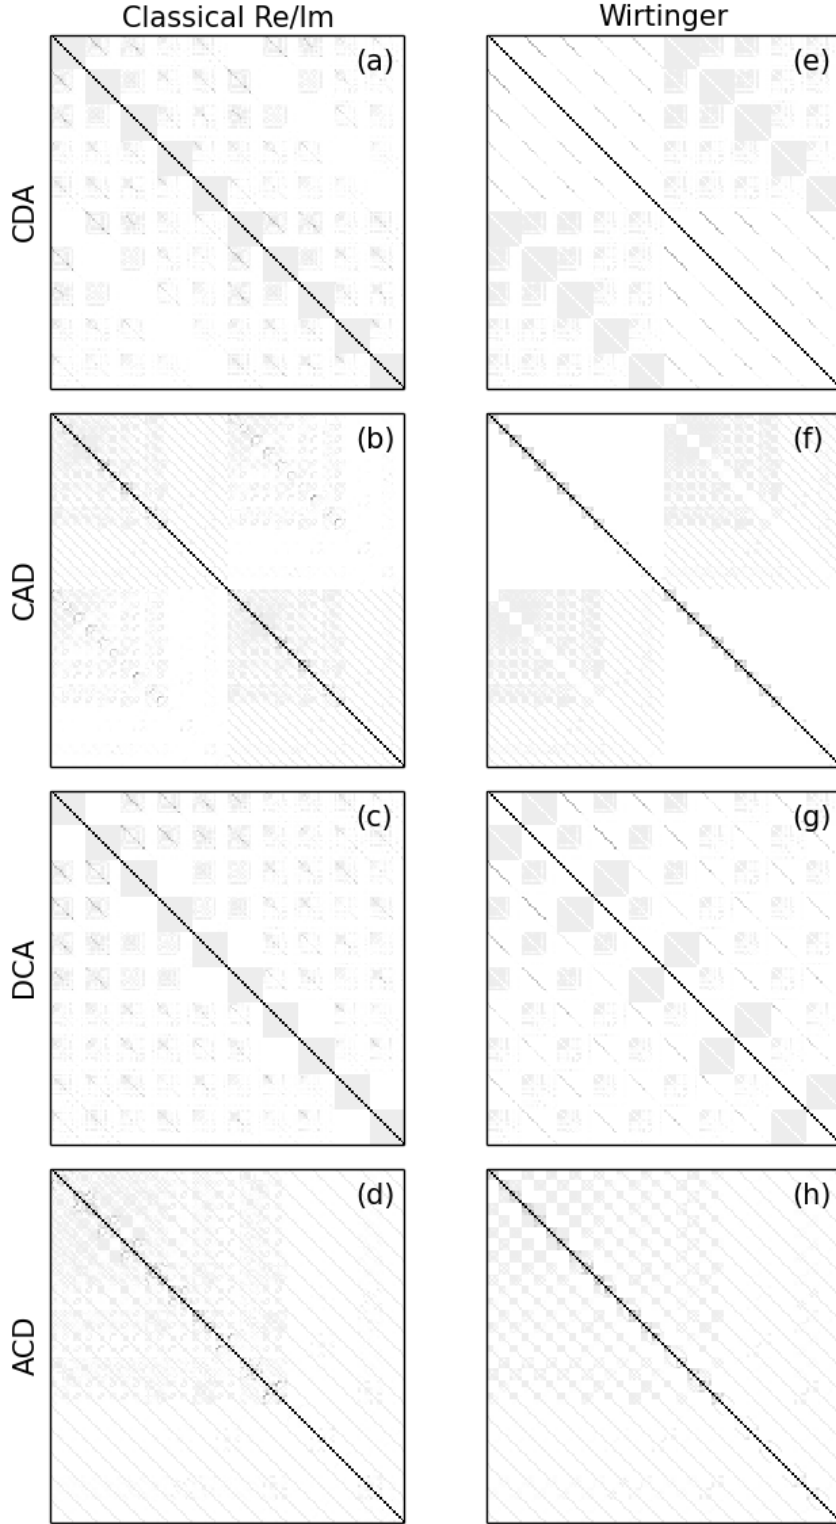 Classical Re/Im
Wirtinger
CDA
(a)
(e)
CAD
(b)
(f)
DCA
(c)
(g)
ACD
(d)
(h)